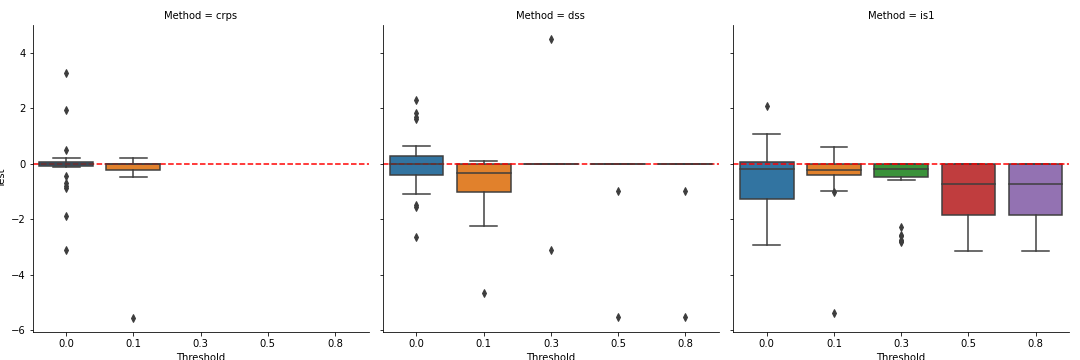 Method = crps
Method = dss
Method = is1
4
2
0
−2
−4
−6
0.0 0.1 0.3 0.5 0.8
0.0 0.1 0.3 0.5 0.8
0.0 0.1 0.3 0.5 0.8
Threshold
Threshold
Threshold